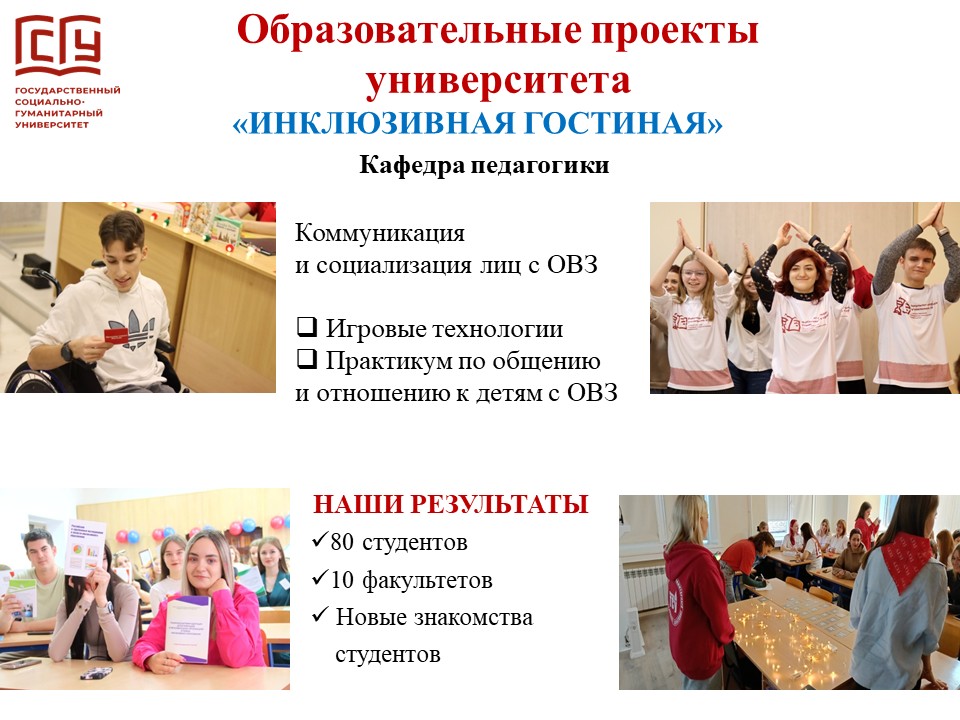 ГСГУ
ГОСУДАРСТВЕННЫЙ
СОЦИАЛЬНО-
ГУМАНИТАРНЫЙ
УНИВЕРСИТЕТ
Образовательные проекты
университета
«ИНКЛЮЗИВНАЯ ГОСТИНАЯ»
Кафедра педагогики
Коммуникация
и социализация лиц с ОВЗ
Игровые технологии
Практикум по общению
и отношению к детям с ОВЗ
НАШИ РЕЗУЛЬТАТЫ
80 студентов
10 факультетов
Новые знакомства
студентов